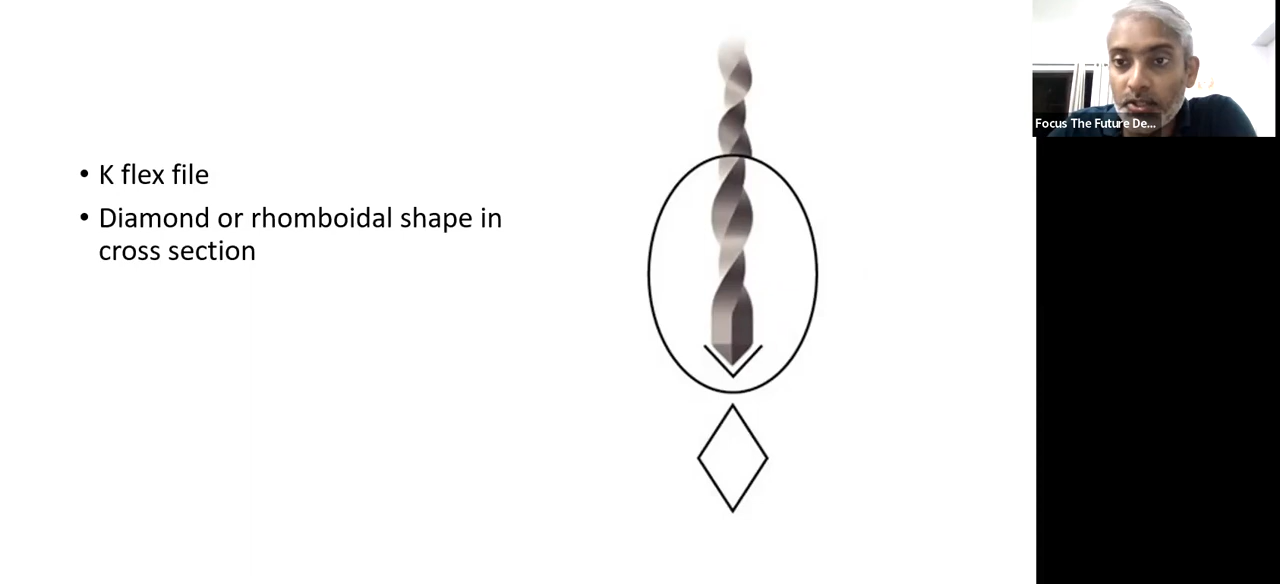 • K flex file
• Diamond or rhomboidal shape in
cross section
Focus The Future De...